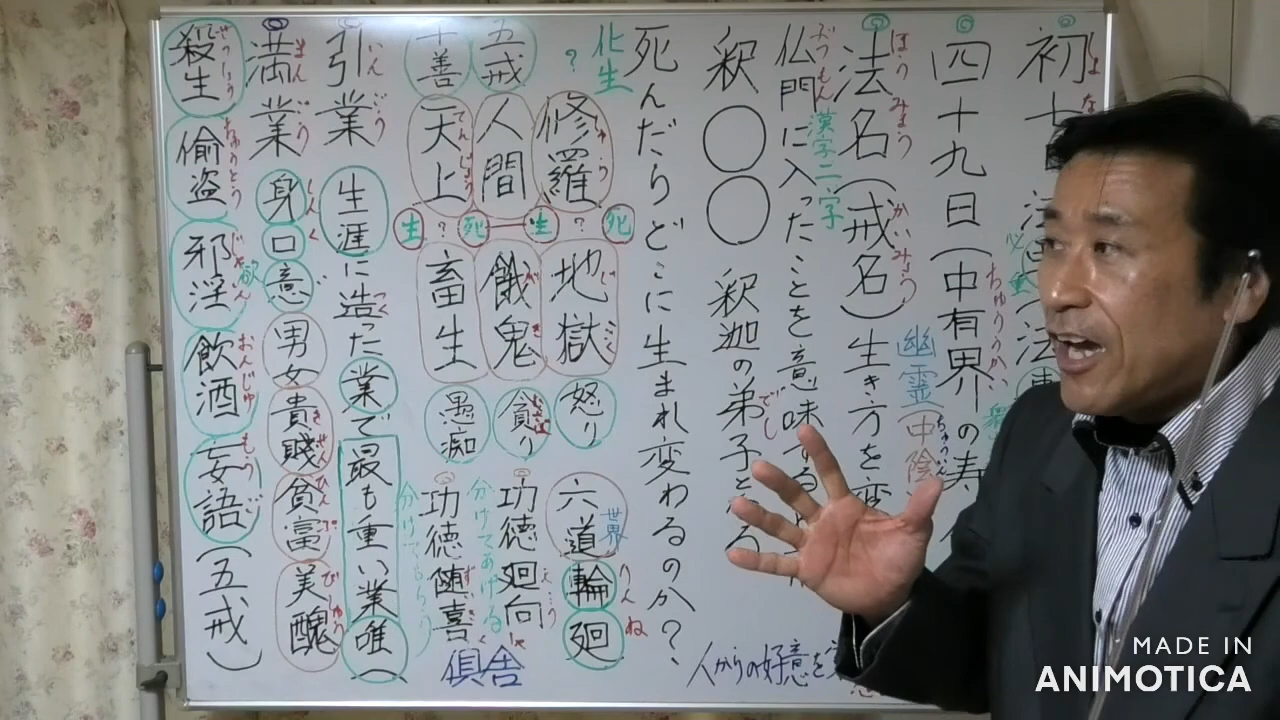 初七日
四十九日(中有界の寿
幽霊(中陰
法名(戒名)生き方を変
仏門に入ったことを意味する
漢字二字
釈〇〇 釈迦の弟子となる
死んだらどこに生まれ変わるのか?
化生? 修羅 地獄 怒り 六道輪廻
世界
五戒 人間 餓鬼 貪り 功徳廻向
分けてあげる
十善 天上 畜生 愚痴 功徳随喜
分けてもらう
生?死生?死
引業 生涯に造った業で最も重い業唯(
満業 身口意 男女 貴賤 貧富 美醜
殺生 偸盗 邪淫 飲酒 妄語(五戒)
欲
倶舎
人からの好意を
MADE IN
ANIMOTICA